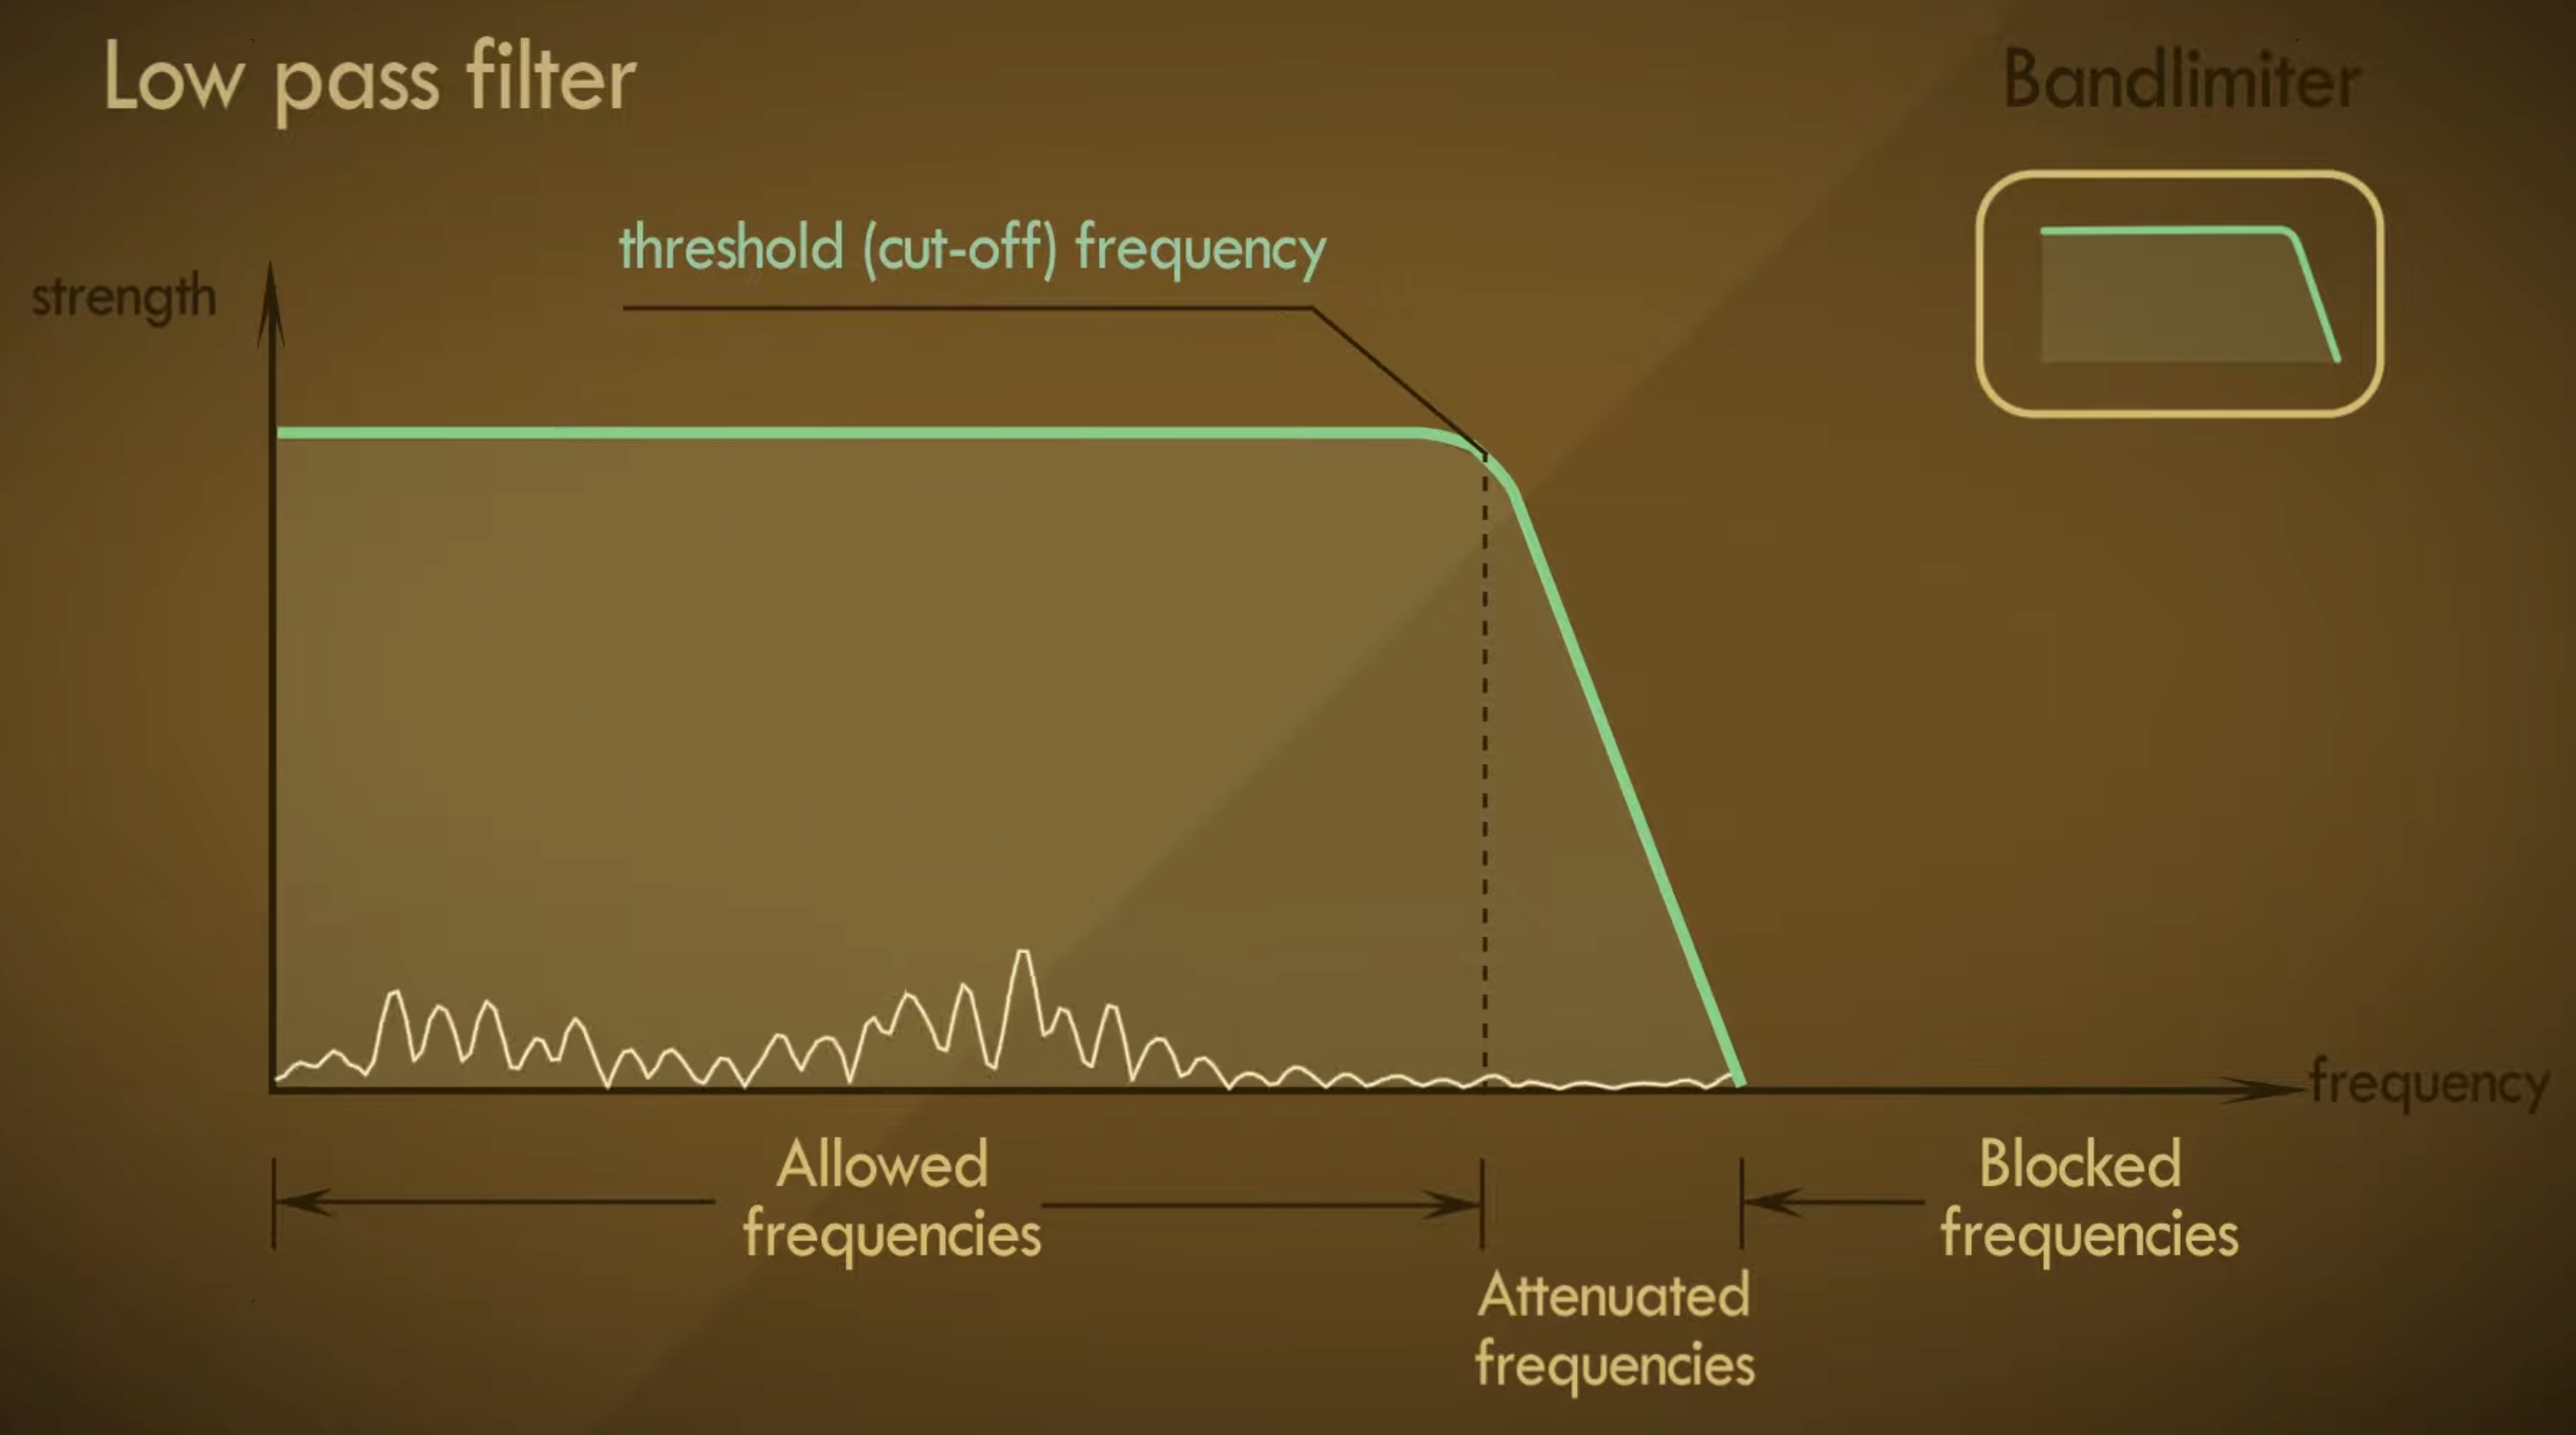 Low pass filter
Bandlimiter
threshold (cut-off) frequency
strength
frequency
Allowed
frequencies
Blocked
frequencies
Attenuated
frequencies